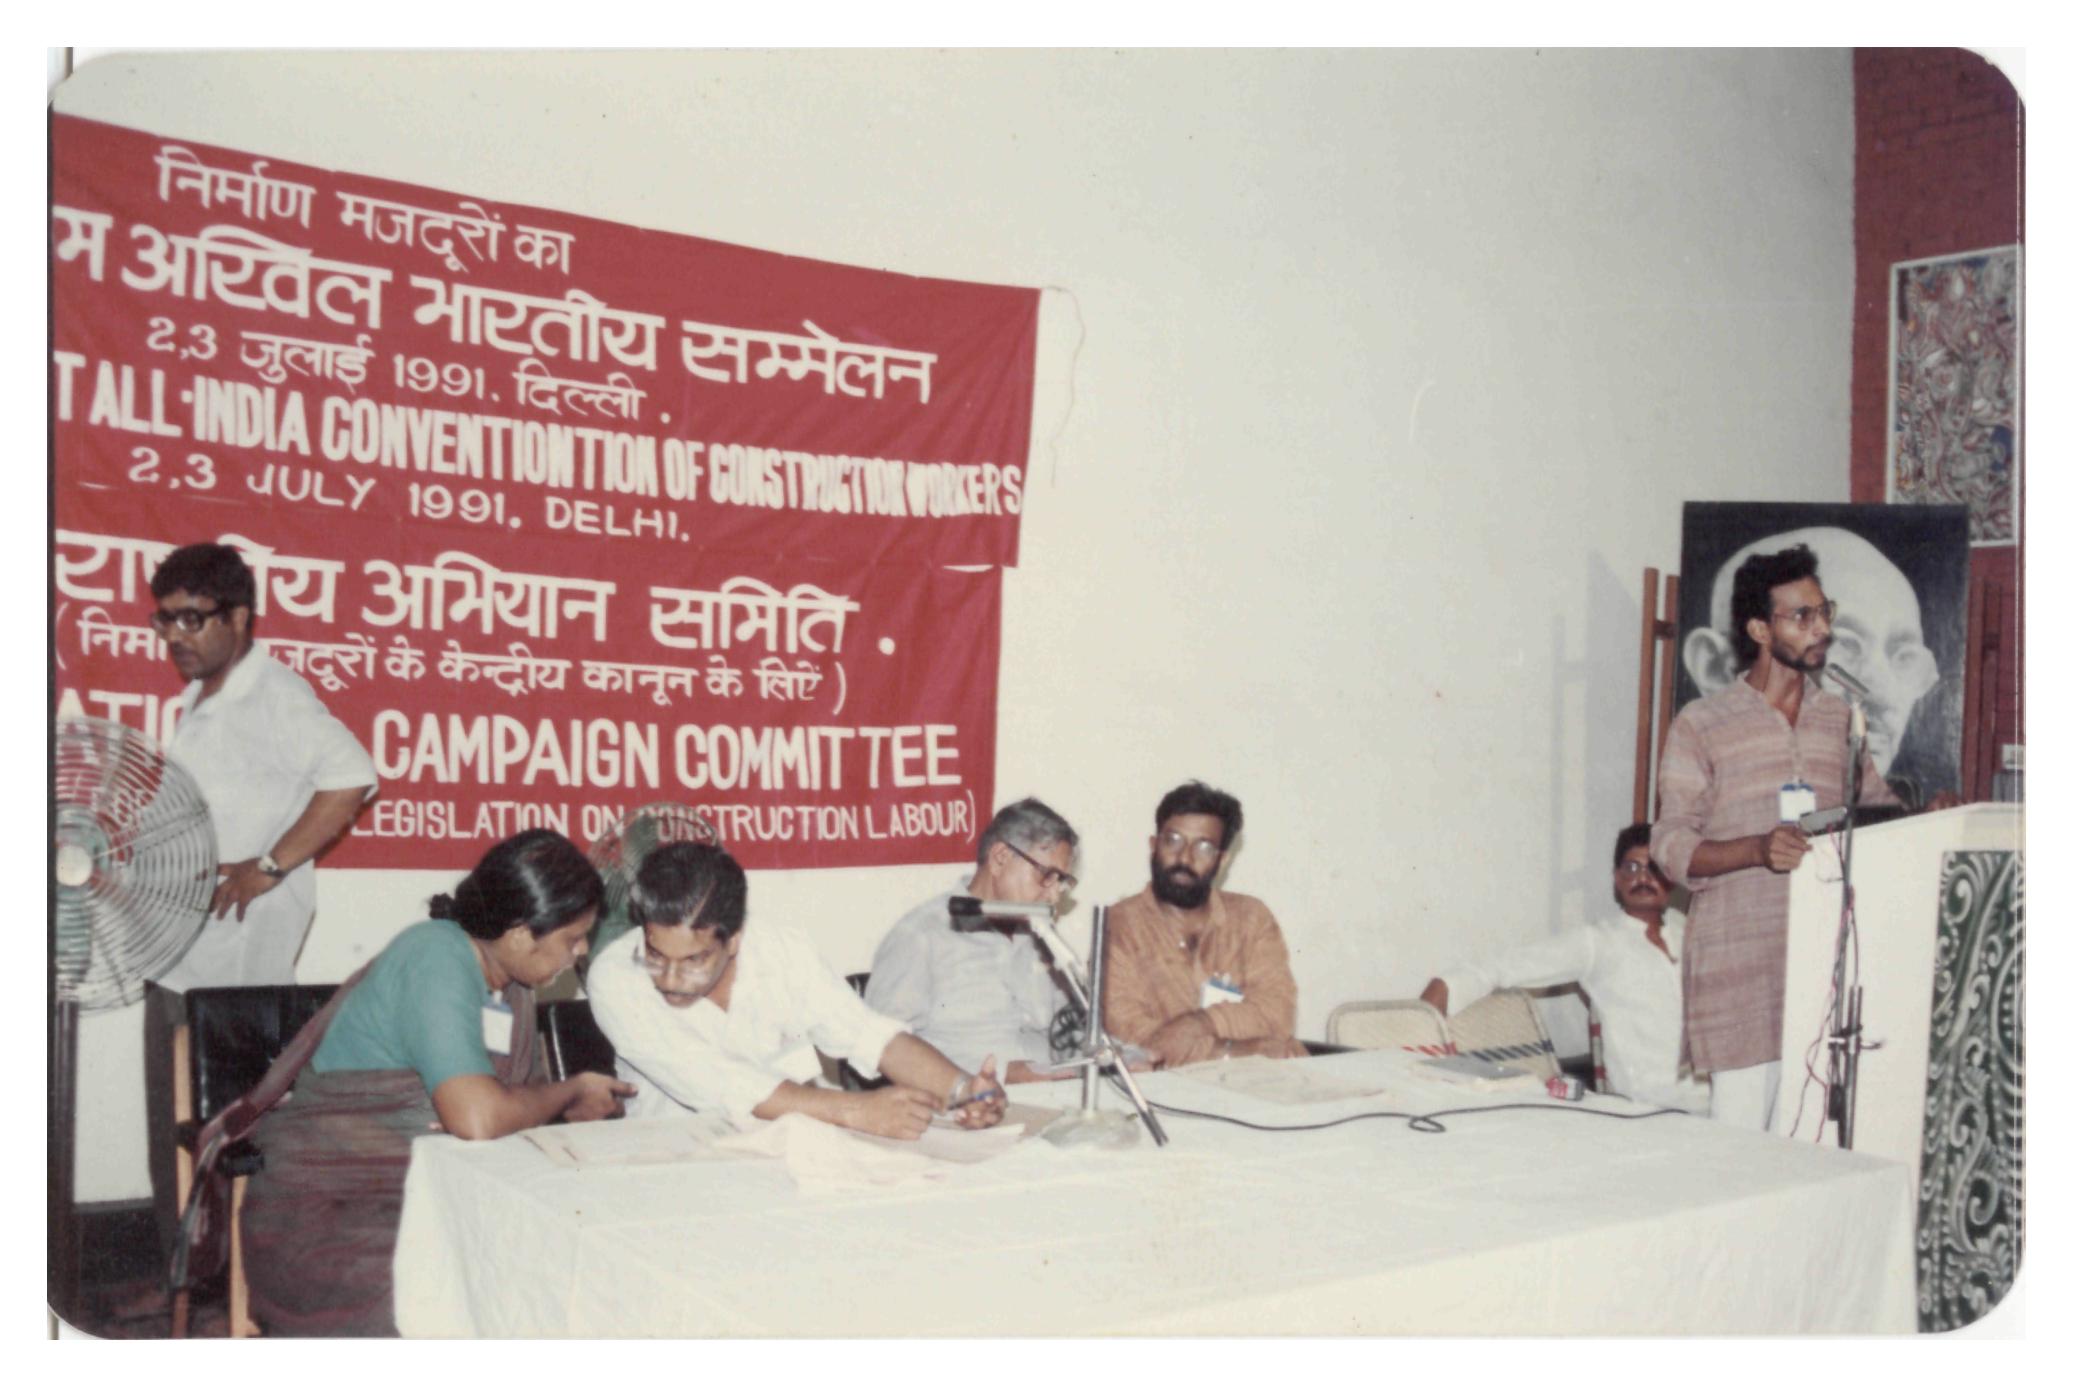 निर्माण मजदूरों का
म अखिल भारतीय सम्मेलन
2,3 जुलाई 1991. दिल्ली.
T ALL-INDIA CONVENTIONTION OF CONSTRUCTION WORKERS
2,3 JULY 1991. DELHI.
अभियान समिति.
मजदूरों के केन्द्रीय कानून के लिऐं)
CAMPAIGN COMMITTEE
LEGISLATION ON CONSTRUCTION LABOUR)